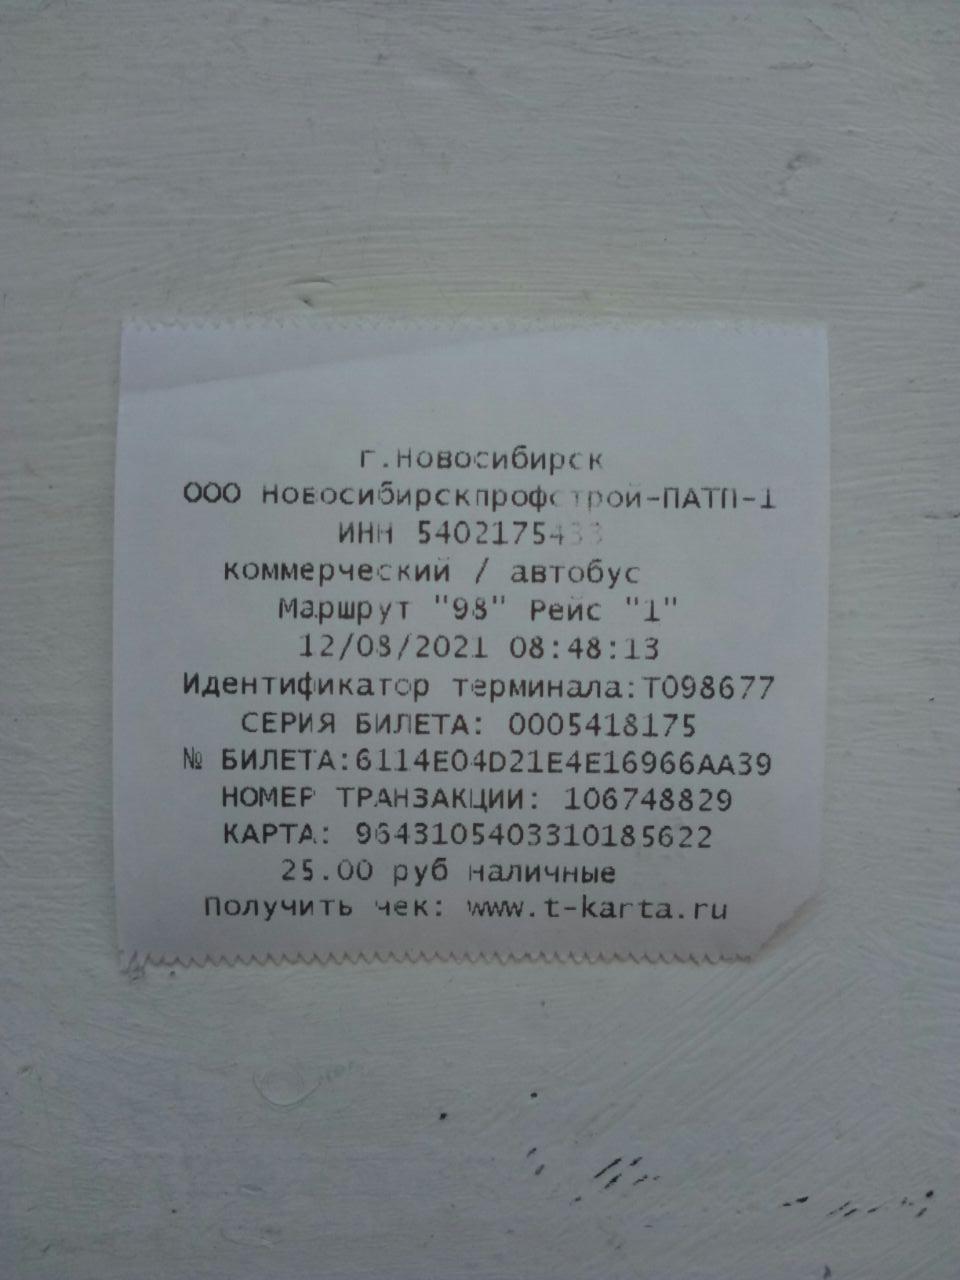 г.Новосибирск
ООО Новосибирскпрофстрой-ПАТП-1
ИНН 5402175433
коммерческий / автобус
Маршрут "98" Рейс "1"
12/08/2021 08:48:13
Идентификатор терминала:T098677
СЕРИЯ БИЛЕТА: 0005418175
№ БИЛЕТА:6114E04D21E4E16966AA39
НОМЕР ТРАНЗАКЦИИ: 106748829
КАРТА: 9643105403310185622
25.00 руб наличные
Получить чек: www.t-karta.ru